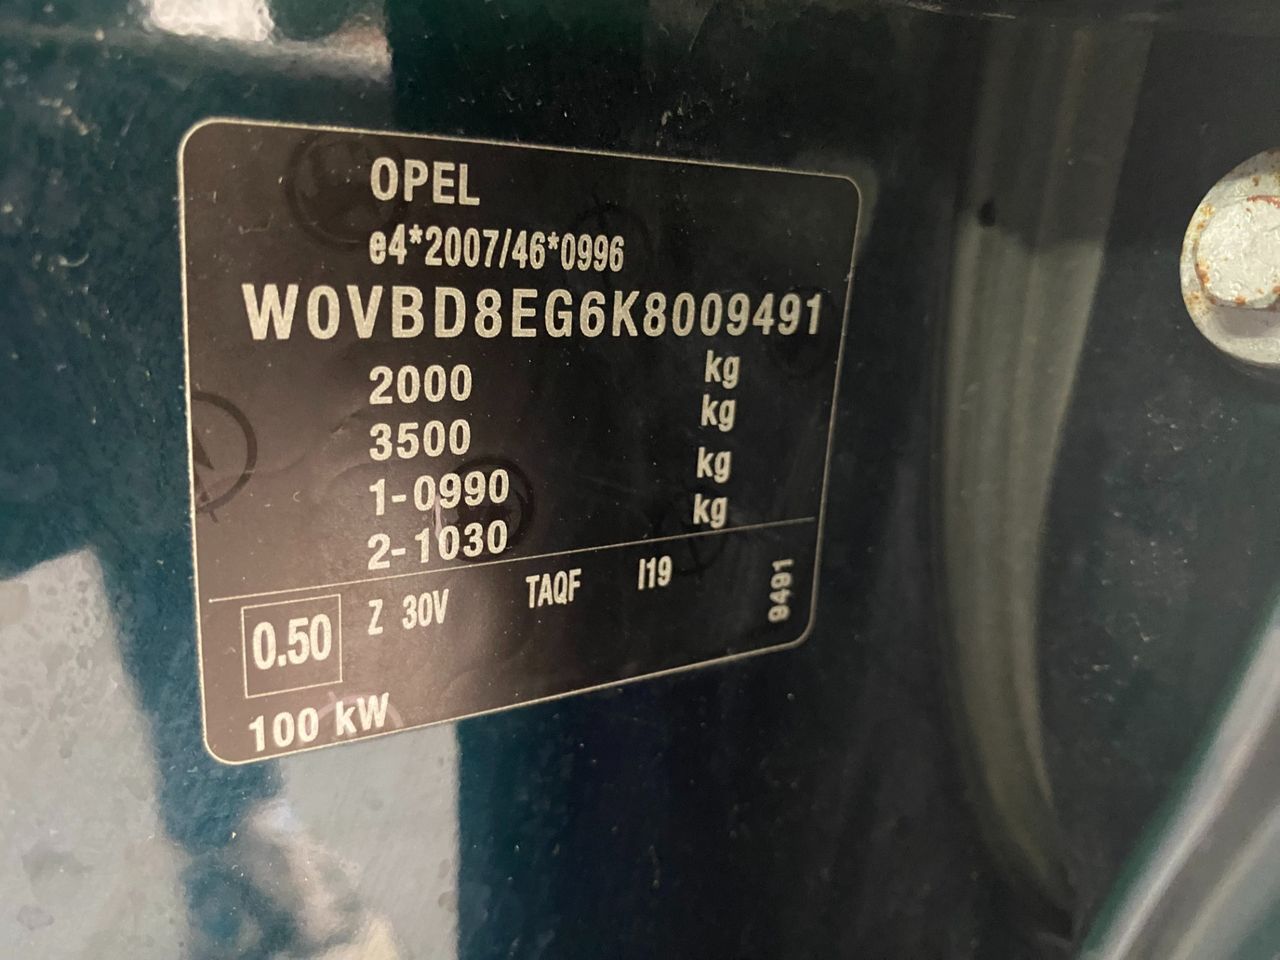 OPEL
e4*2007/46*0996
W0VBD8EG6K8009491
2000 kg
3500 kg
1-0990 kg
2-1030 kg
0.50 Z 30V TAQF I19 9491
100 kW